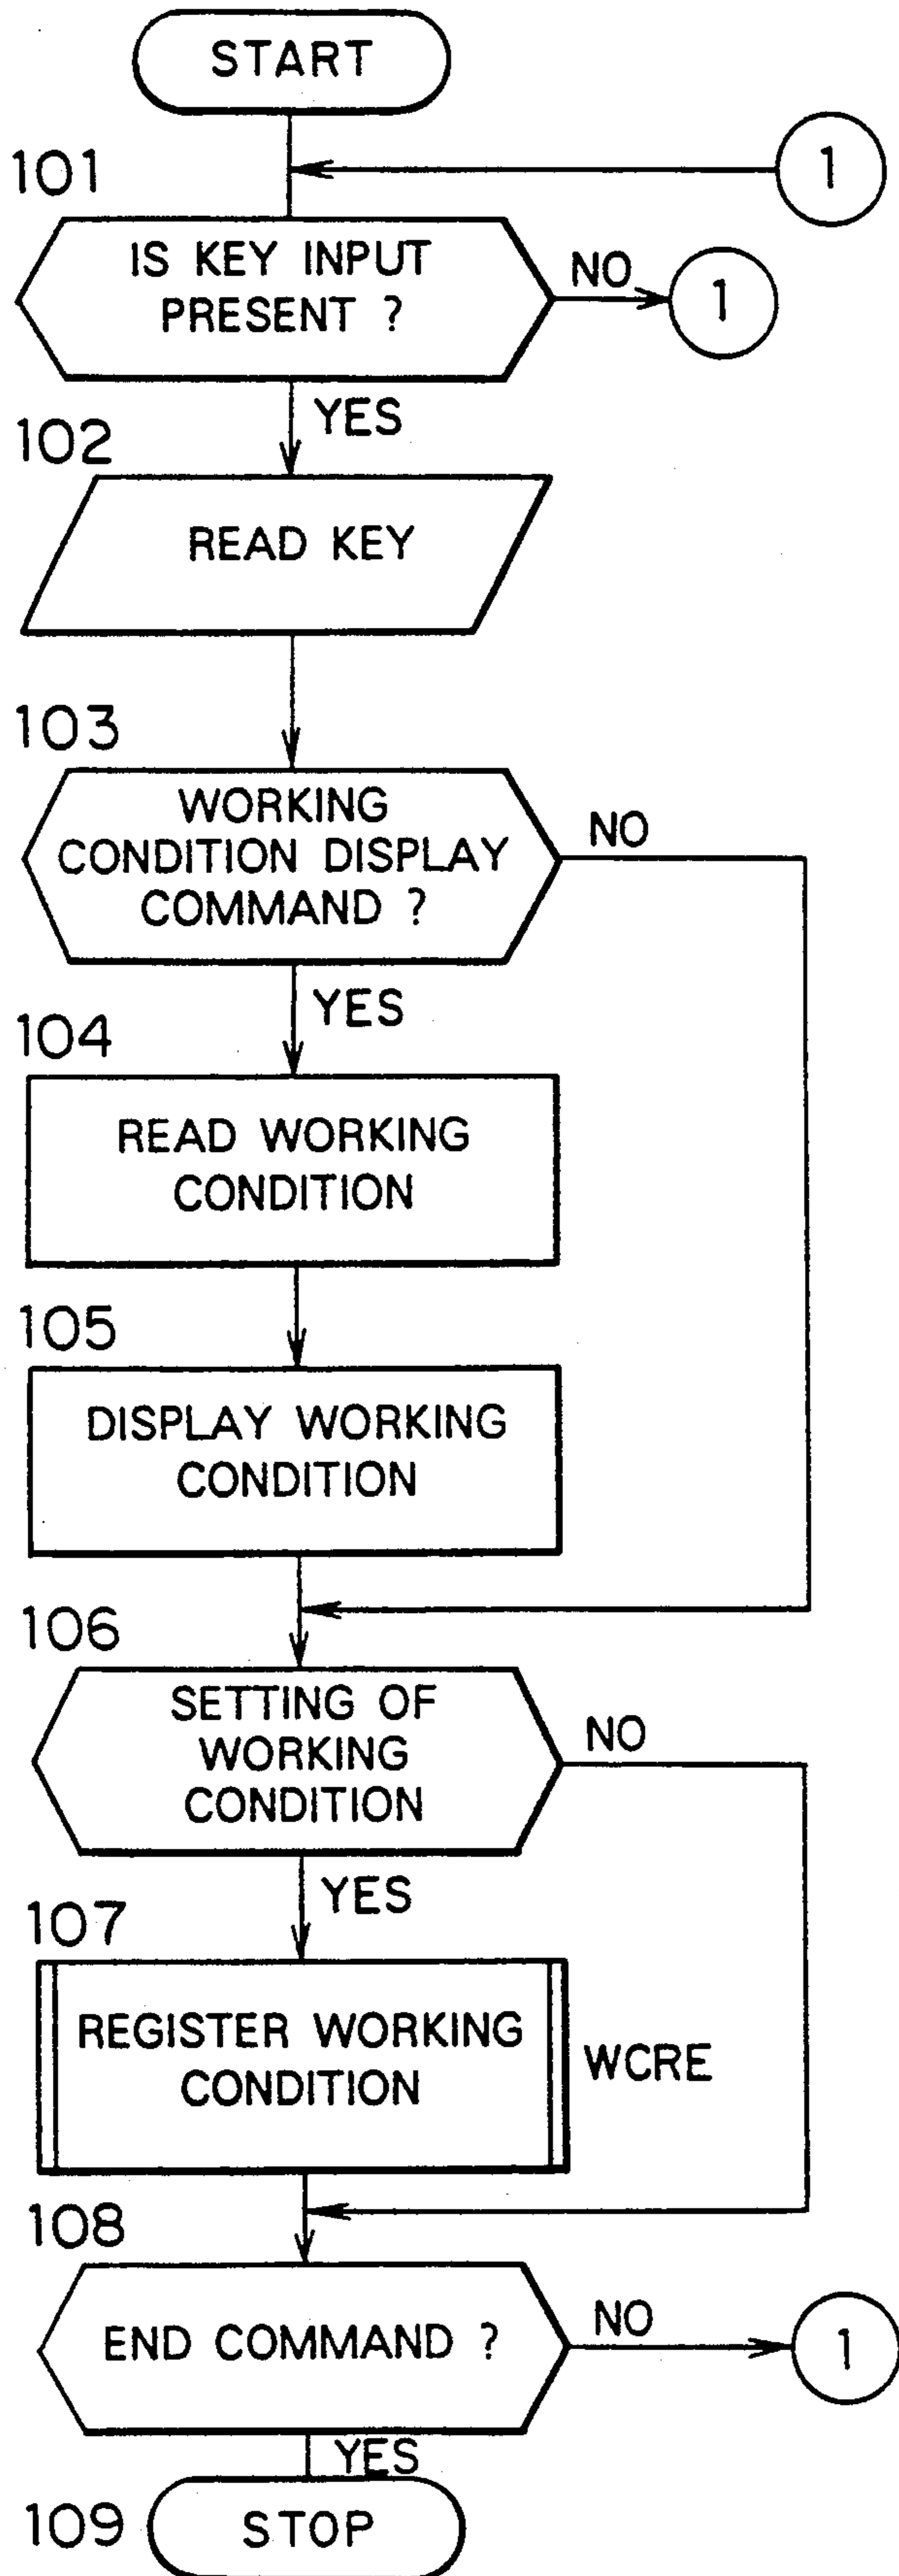 START
1
101
IS KEY INPUT
PRESENT ?
NO
1
YES
102
READ KEY
103
WORKING
CONDITION DISPLAY
COMMAND ?
NO
YES
104
READ WORKING
CONDITION
105
DISPLAY WORKING
CONDITION
106
SETTING OF
WORKING
CONDITION
NO
YES
107
REGISTER WORKING
CONDITION
WCRE
108
END COMMAND ?
NO
1
YES
109
STOP